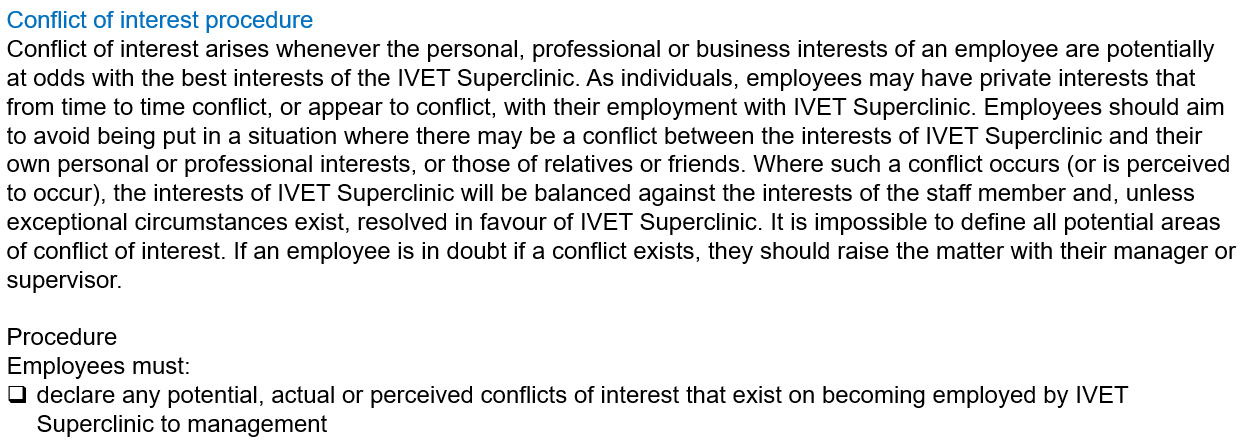 Conflict of interest procedure
Conflict of interest arises whenever the personal, professional or business interests of an employee are potentially
at odds with the best interests of the IVET Superclinic. As individuals, employees may have private interests that
from time to time conflict, or appear to conflict, with their employment with IVET Superclinic. Employees should aim
to avoid being put in a situation where there may be a conflict between the interests of IVET Superclinic and their
own personal or professional interests, or those of relatives or friends. Where such a conflict occurs (or is perceived
to occur), the interests of IVET Superclinic will be balanced against the interests of the staff member and, unless
exceptional circumstances exist, resolved in favour of IVET Superclinic. It is impossible to define all potential areas
of conflict of interest. If an employee is in doubt if a conflict exists, they should raise the matter with their manager or
supervisor.
Procedure
Employees must:
❑ declare any potential, actual or perceived conflicts of interest that exist on becoming employed by IVET
Superclinic to management